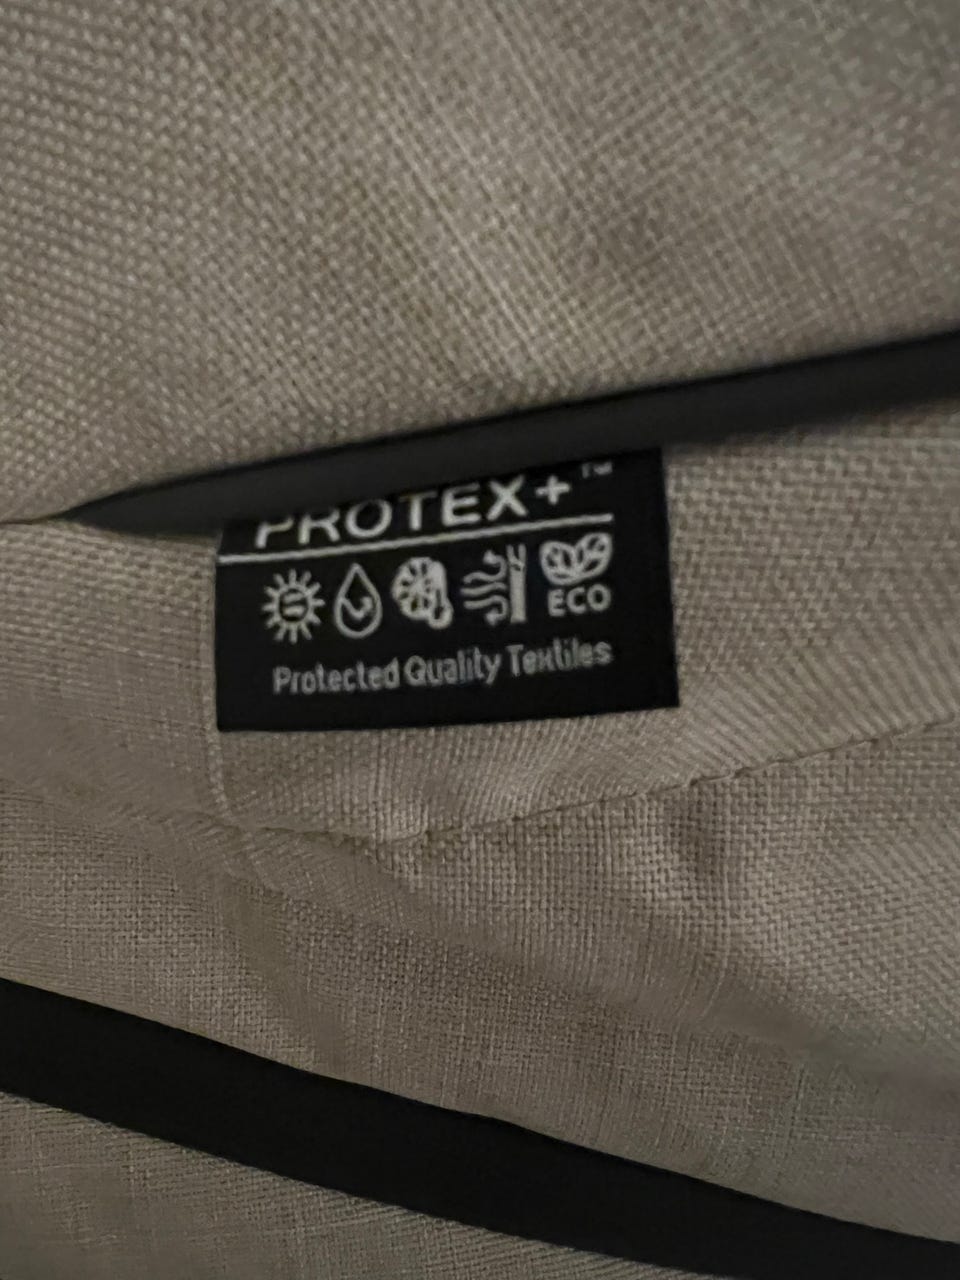 PROTEX+™
ECO
Protected Quality Textiles